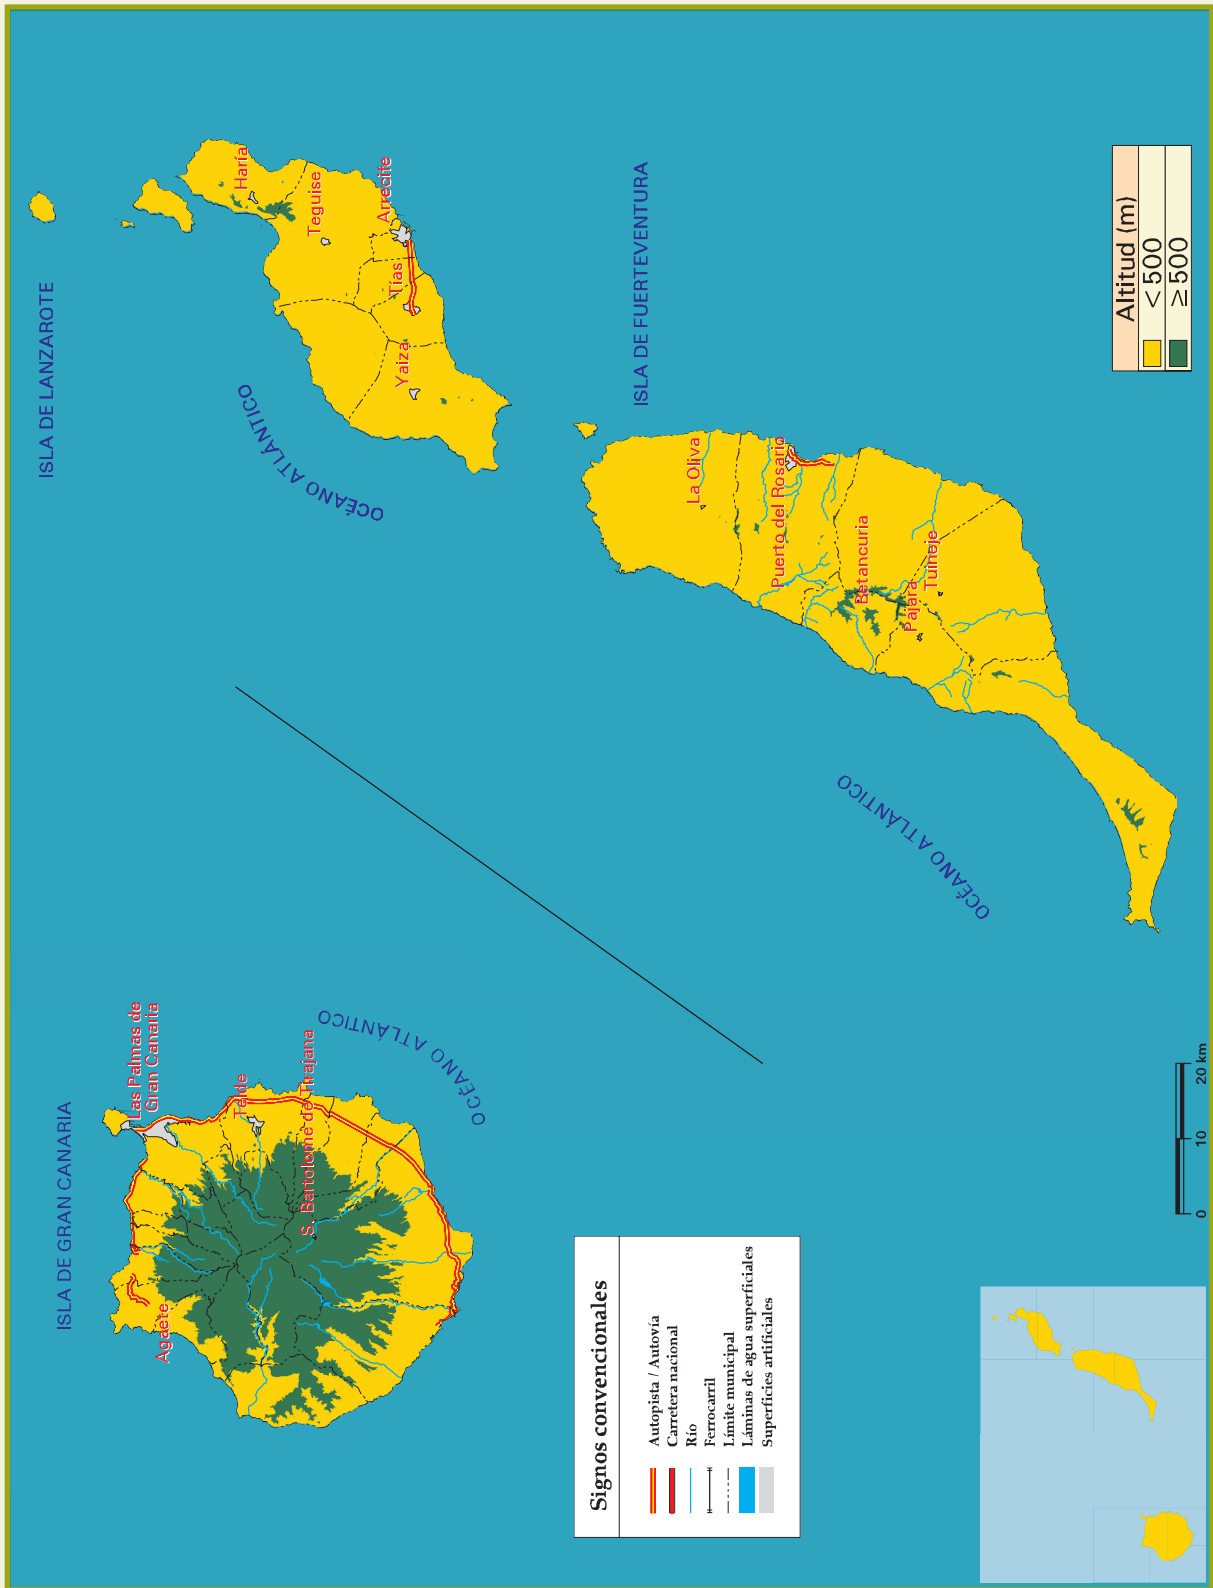 ISLA DE GRAN CANARIA
Las Palmas de
Gran Canaria
Agaete
Telde
S. Bartolomé de Tirajana
OCÉANO ATLÁNTICO
ISLA DE LANZAROTE
Haría
Teguise
Arrecife
Tías
Yaiza
OCÉANO ATLÁNTICO
ISLA DE FUERTEVENTURA
La Oliva
Puerto del Rosario
Betancuria
Pájara
Tuineje
OCÉANO ATLÁNTICO
Signos convencionales
Autopista / Autovía
Carretera nacional
Río
Ferrocarril
Límite municipal
Láminas de agua superficiales
Superficies artificiales
0 10 20 km
Altitud (m)
< 500
≥ 500